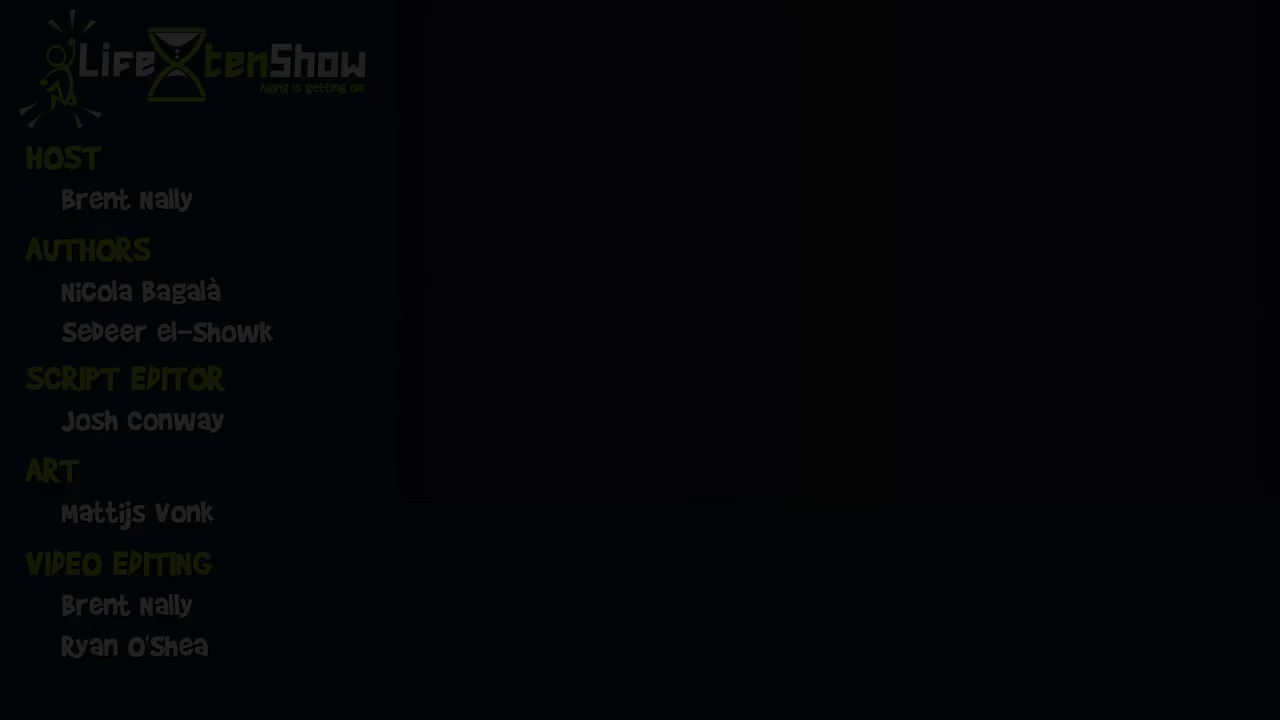 LifeXtenShow
Aging is getting old
HOST
Brent Nally
AUTHORS
Nicola Bagalà
Sedeer el-Showk
SCRIPT EDITOR
Josh Conway
ART
Mattijs Vonk
VIDEO EDITING
Brent Nally
Ryan O'Shea